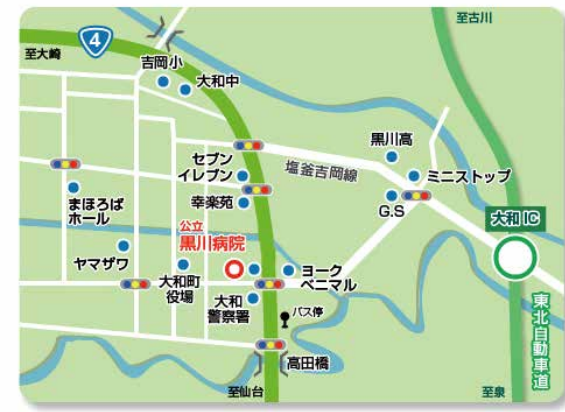 至古川
4
至大崎
吉岡小
大和中
黒川高
セブン
イレブン
塩釜吉岡線
ミニストップ
幸楽苑
G.S
まほろば
ホール
公立
黒川病院
大和IC
ヤマザワ
大和町
役場
ヨーク
ベニマル
大和
警察署
バス停
東北自動車道
高田橋
至仙台
至泉